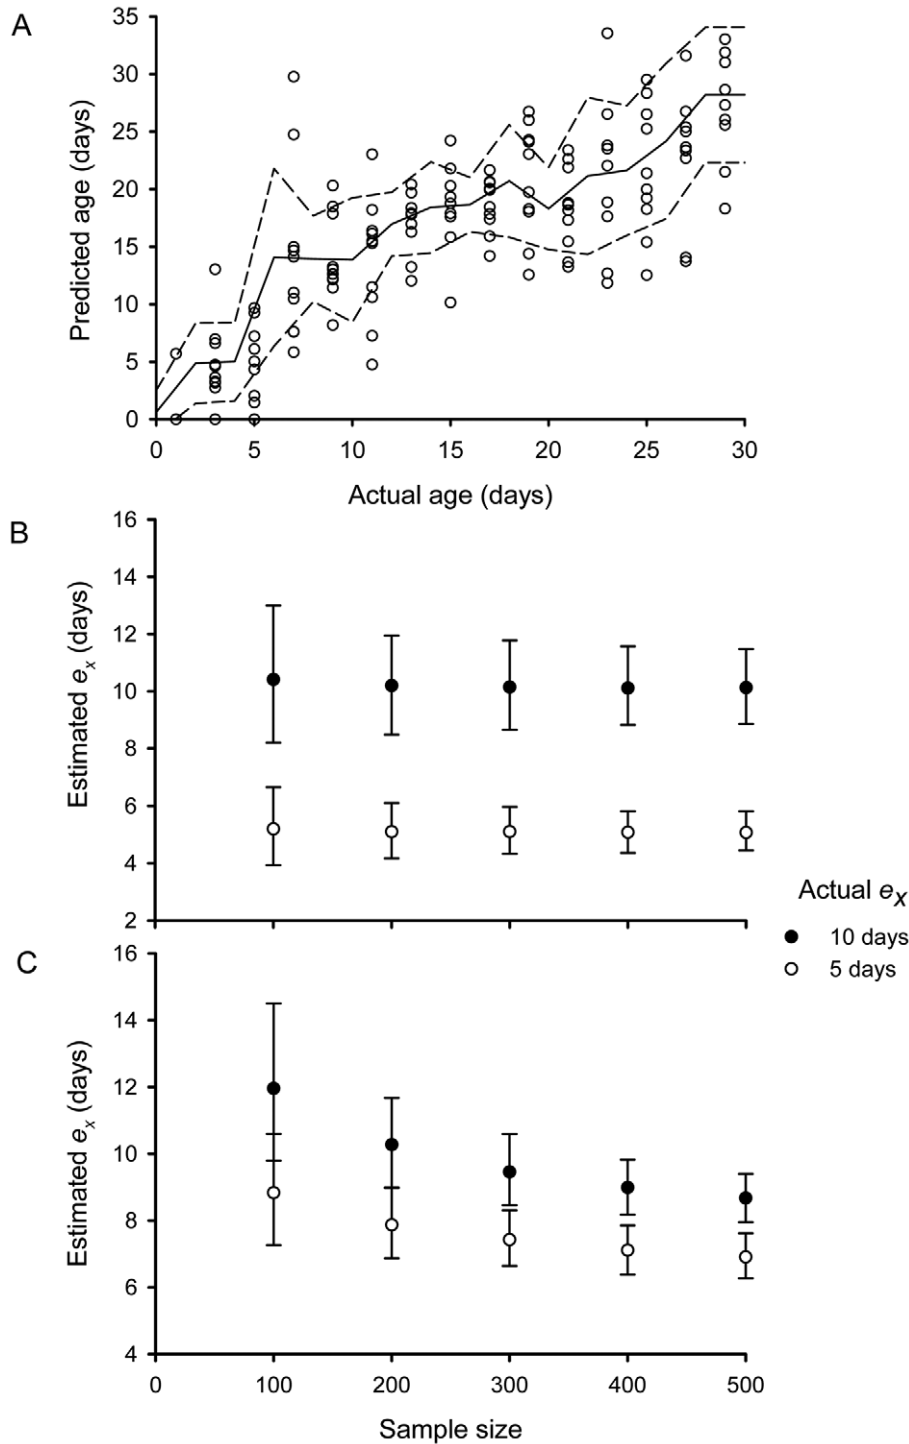 A
35
30
25
20
15
10
5
0
Predicted age (days)
0 5 10 15 20 25 30
Actual age (days)
B
16
14
12
10
8
6
4
2
Estimated ex (days)
Actual ex
10 days
5 days
C
16
14
12
10
8
6
4
Estimated ex (days)
0 100 200 300 400 500
Sample size